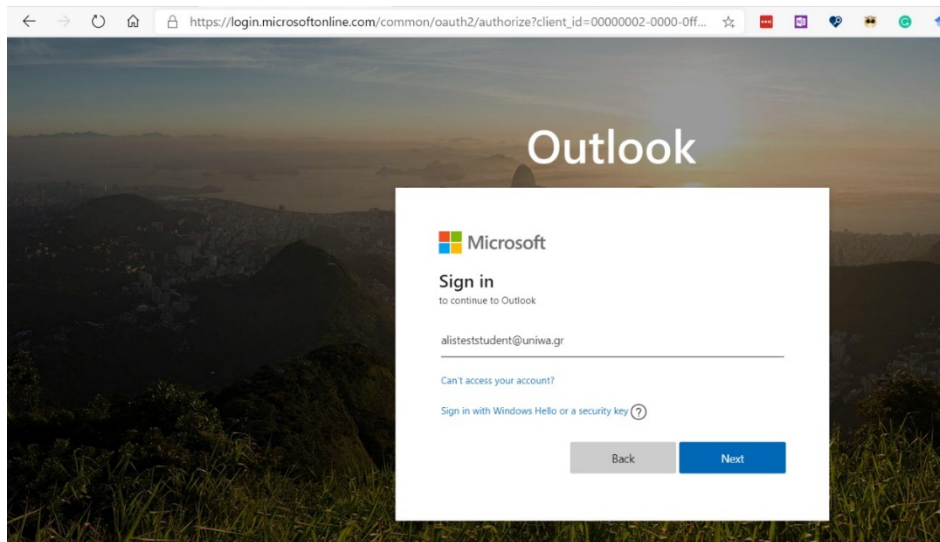 https://login.microsoftonline.com/common/oauth2/authorize?client_id=00000002-0000-0ff...
Outlook
Microsoft
Sign in
to continue to Outlook
alisteststudent@uniwa.gr
Can't access your account?
Sign in with Windows Hello or a security key ?
Back Next